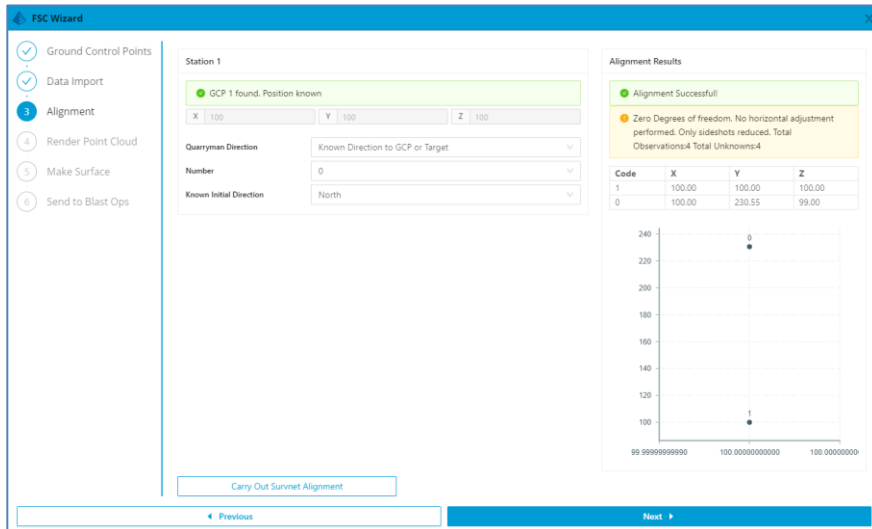 FSC Wizard
Ground Control Points
Data Import
3 Alignment
4 Render Point Cloud
5 Make Surface
6 Send to Blast Ops
Station 1
GCP 1 found. Position known
X 100 Y 100 Z 100
Quarryman Direction Known Direction to GCP or Target
Number 0
Known Initial Direction North
Carry Out Survnet Alignment
Alignment Results
Alignment Successfull
Zero Degrees of freedom. No horizontal adjustment
performed. Only sideshots reduced. Total
Observations:4 Total Unknowns:4
Code X Y Z
1 100.00 100.00 100.00
0 100.00 230.55 99.00
240
220
200
180
160
140
120
100
0
1
99.99999999990 100.00000000000 100.00000000
Previous
Next